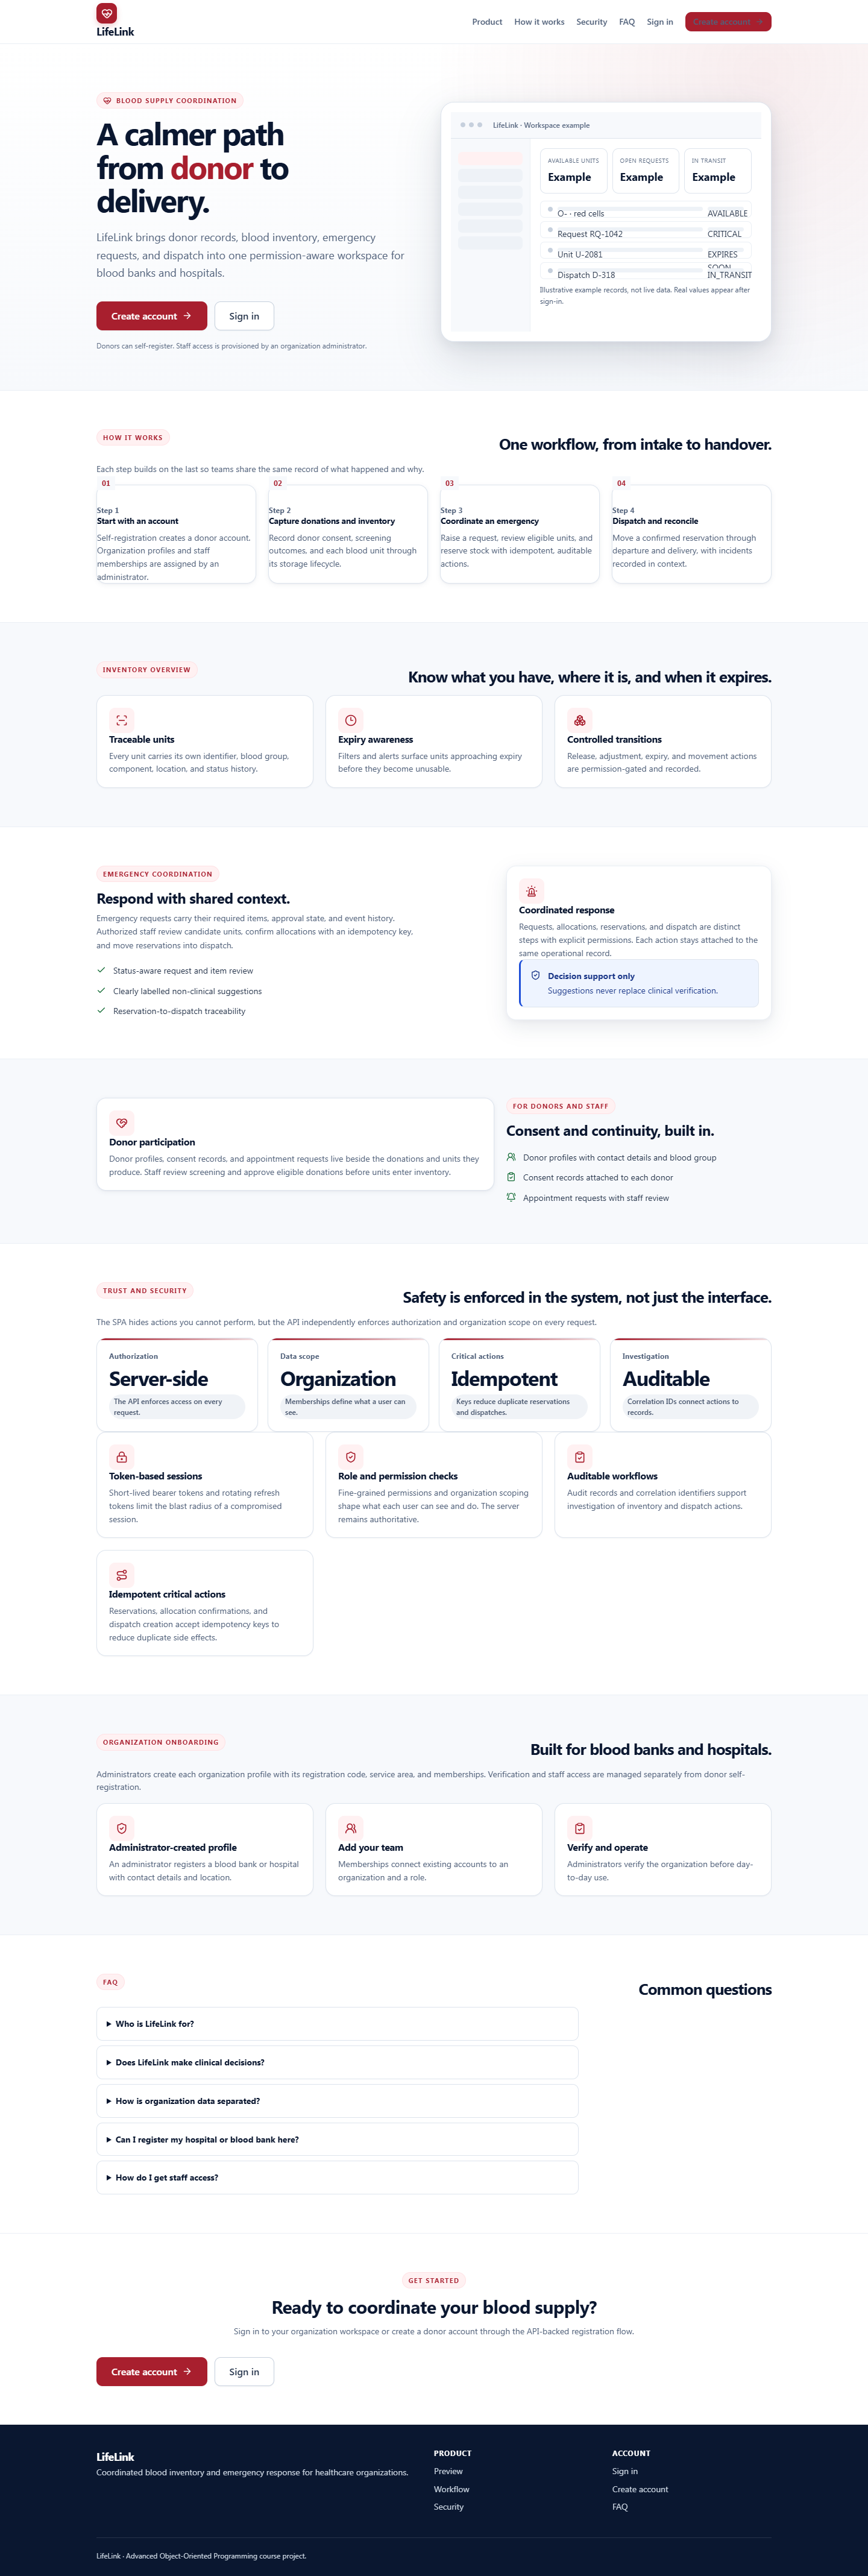 LifeLink
Product
How it works
Security
FAQ
Sign in
Create account
BLOOD SUPPLY COORDINATION
A calmer path
from donor to
delivery.
LifeLink brings donor records, blood inventory, emergency
requests, and dispatch into one permission-aware workspace for
blood banks and hospitals.
Create account
Sign in
Donors can self-register. Staff access is provisioned by an organization administrator.
LifeLink · Workspace example
AVAILABLE UNITS
Example
OPEN REQUESTS
Example
IN TRANSIT
Example
O- · red cells
AVAILABLE
Request RQ-1042
CRITICAL
Unit U-2081
EXPIRES
SOON
Dispatch D-318
IN_TRANSIT
Illustrative example records, not live data. Real values appear after
sign-in.
HOW IT WORKS
One workflow, from intake to handover.
Each step builds on the last so teams share the same record of what happened and why.
01
Step 1
Start with an account
Self-registration creates a donor account.
Organization profiles and staff
memberships are assigned by an
administrator.
02
Step 2
Capture donations and inventory
Record donor consent, screening
outcomes, and each blood unit through
its storage lifecycle.
03
Step 3
Coordinate an emergency
Raise a request, review eligible units, and
reserve stock with idempotent, auditable
actions.
04
Step 4
Dispatch and reconcile
Move a confirmed reservation through
departure and delivery, with incidents
recorded in context.
INVENTORY OVERVIEW
Know what you have, where it is, and when it expires.
Traceable units
Every unit carries its own identifier, blood group,
component, location, and status history.
Expiry awareness
Filters and alerts surface units approaching expiry
before they become unusable.
Controlled transitions
Release, adjustment, expiry, and movement actions
are permission-gated and recorded.
EMERGENCY COORDINATION
Respond with shared context.
Emergency requests carry their required items, approval state, and event history.
Authorized staff review candidate units, confirm allocations with an idempotency key,
and move reservations into dispatch.
Status-aware request and item review
Clearly labelled non-clinical suggestions
Reservation-to-dispatch traceability
Coordinated response
Requests, allocations, reservations, and dispatch are distinct
steps with explicit permissions. Each action stays attached to the
same operational record.
Decision support only
Suggestions never replace clinical verification.
Donor participation
Donor profiles, consent records, and appointment requests live beside the donations and units they
produce. Staff review screening and approve eligible donations before units enter inventory.
FOR DONORS AND STAFF
Consent and continuity, built in.
Donor profiles with contact details and blood group
Consent records attached to each donor
Appointment requests with staff review
TRUST AND SECURITY
Safety is enforced in the system, not just the interface.
The SPA hides actions you cannot perform, but the API independently enforces authorization and organization scope on every request.
Authorization
Server-side
The API enforces access on every
request.
Data scope
Organization
Memberships define what a user can
see.
Critical actions
Idempotent
Keys reduce duplicate reservations
and dispatches.
Investigation
Auditable
Correlation IDs connect actions to
records.
Token-based sessions
Short-lived bearer tokens and rotating refresh
tokens limit the blast radius of a compromised
session.
Role and permission checks
Fine-grained permissions and organization scoping
shape what each user can see and do. The server
remains authoritative.
Auditable workflows
Audit records and correlation identifiers support
investigation of inventory and dispatch actions.
Idempotent critical actions
Reservations, allocation confirmations, and
dispatch creation accept idempotency keys to
reduce duplicate side effects.
ORGANIZATION ONBOARDING
Built for blood banks and hospitals.
Administrators create each organization profile with its registration code, service area, and memberships. Verification and staff access are managed separately from donor self-
registration.
Administrator-created profile
An administrator registers a blood bank or hospital
with contact details and location.
Add your team
Memberships connect existing accounts to an
organization and a role.
Verify and operate
Administrators verify the organization before day-
to-day use.
FAQ
Common questions
Who is LifeLink for?
Does LifeLink make clinical decisions?
How is organization data separated?
Can I register my hospital or blood bank here?
How do I get staff access?
GET STARTED
Ready to coordinate your blood supply?
Sign in to your organization workspace or create a donor account through the API-backed registration flow.
Create account
Sign in
LifeLink
Coordinated blood inventory and emergency response for healthcare organizations.
PRODUCT
Preview
Workflow
Security
ACCOUNT
Sign in
Create account
FAQ
LifeLink · Advanced Object-Oriented Programming course project.